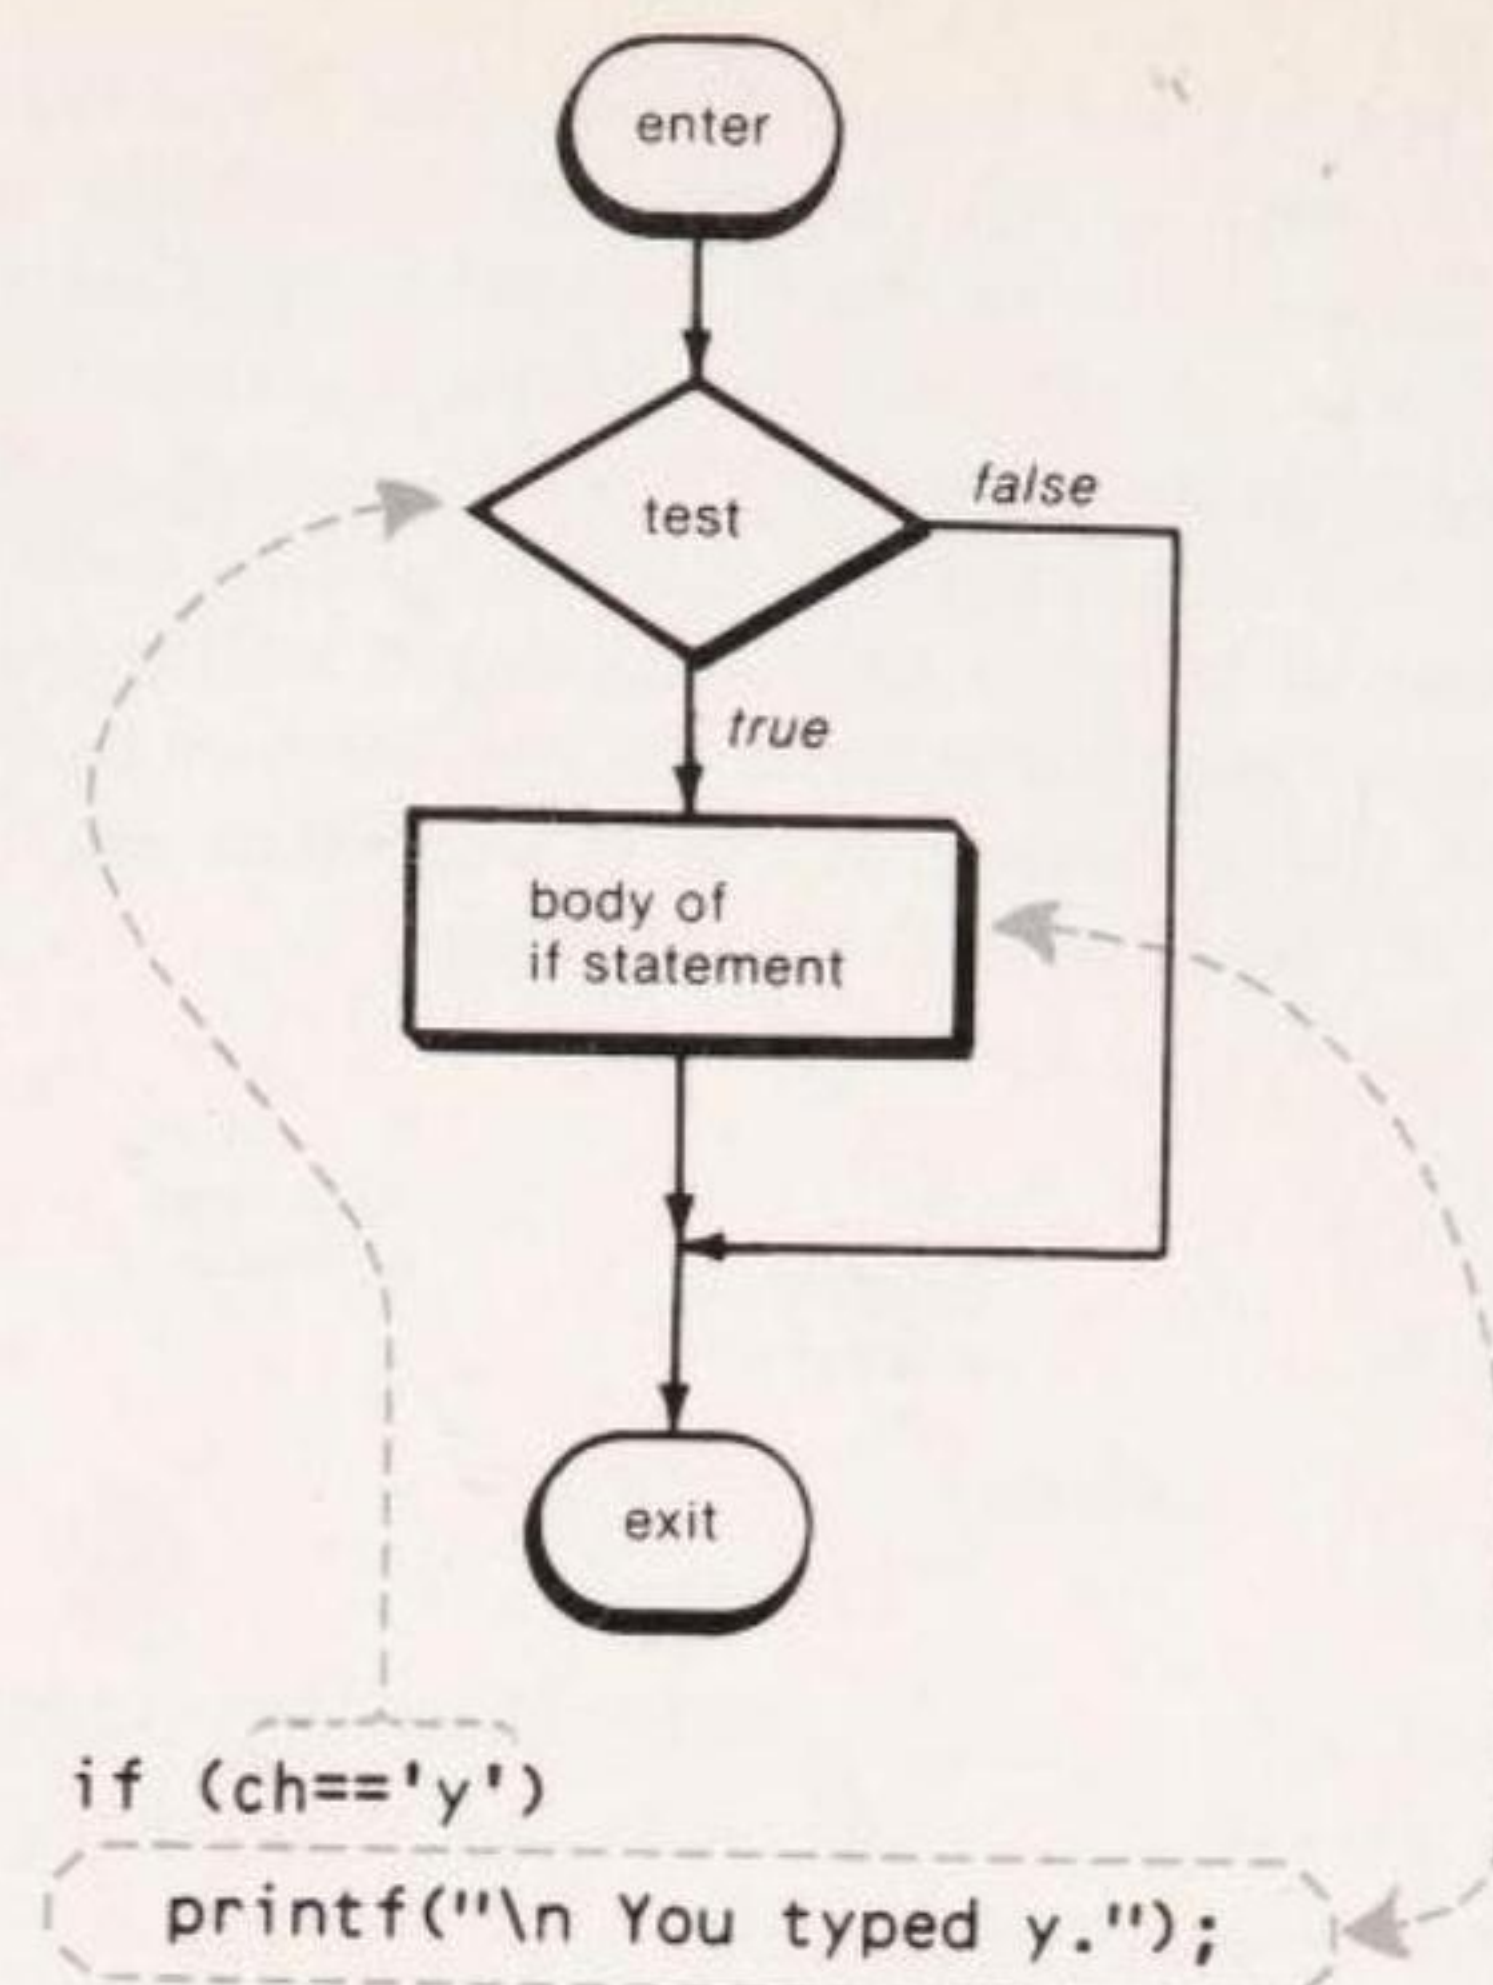 enter
test
false
true
body of
if statement
exit
if (ch=='y')
printf("\n You typed y.");